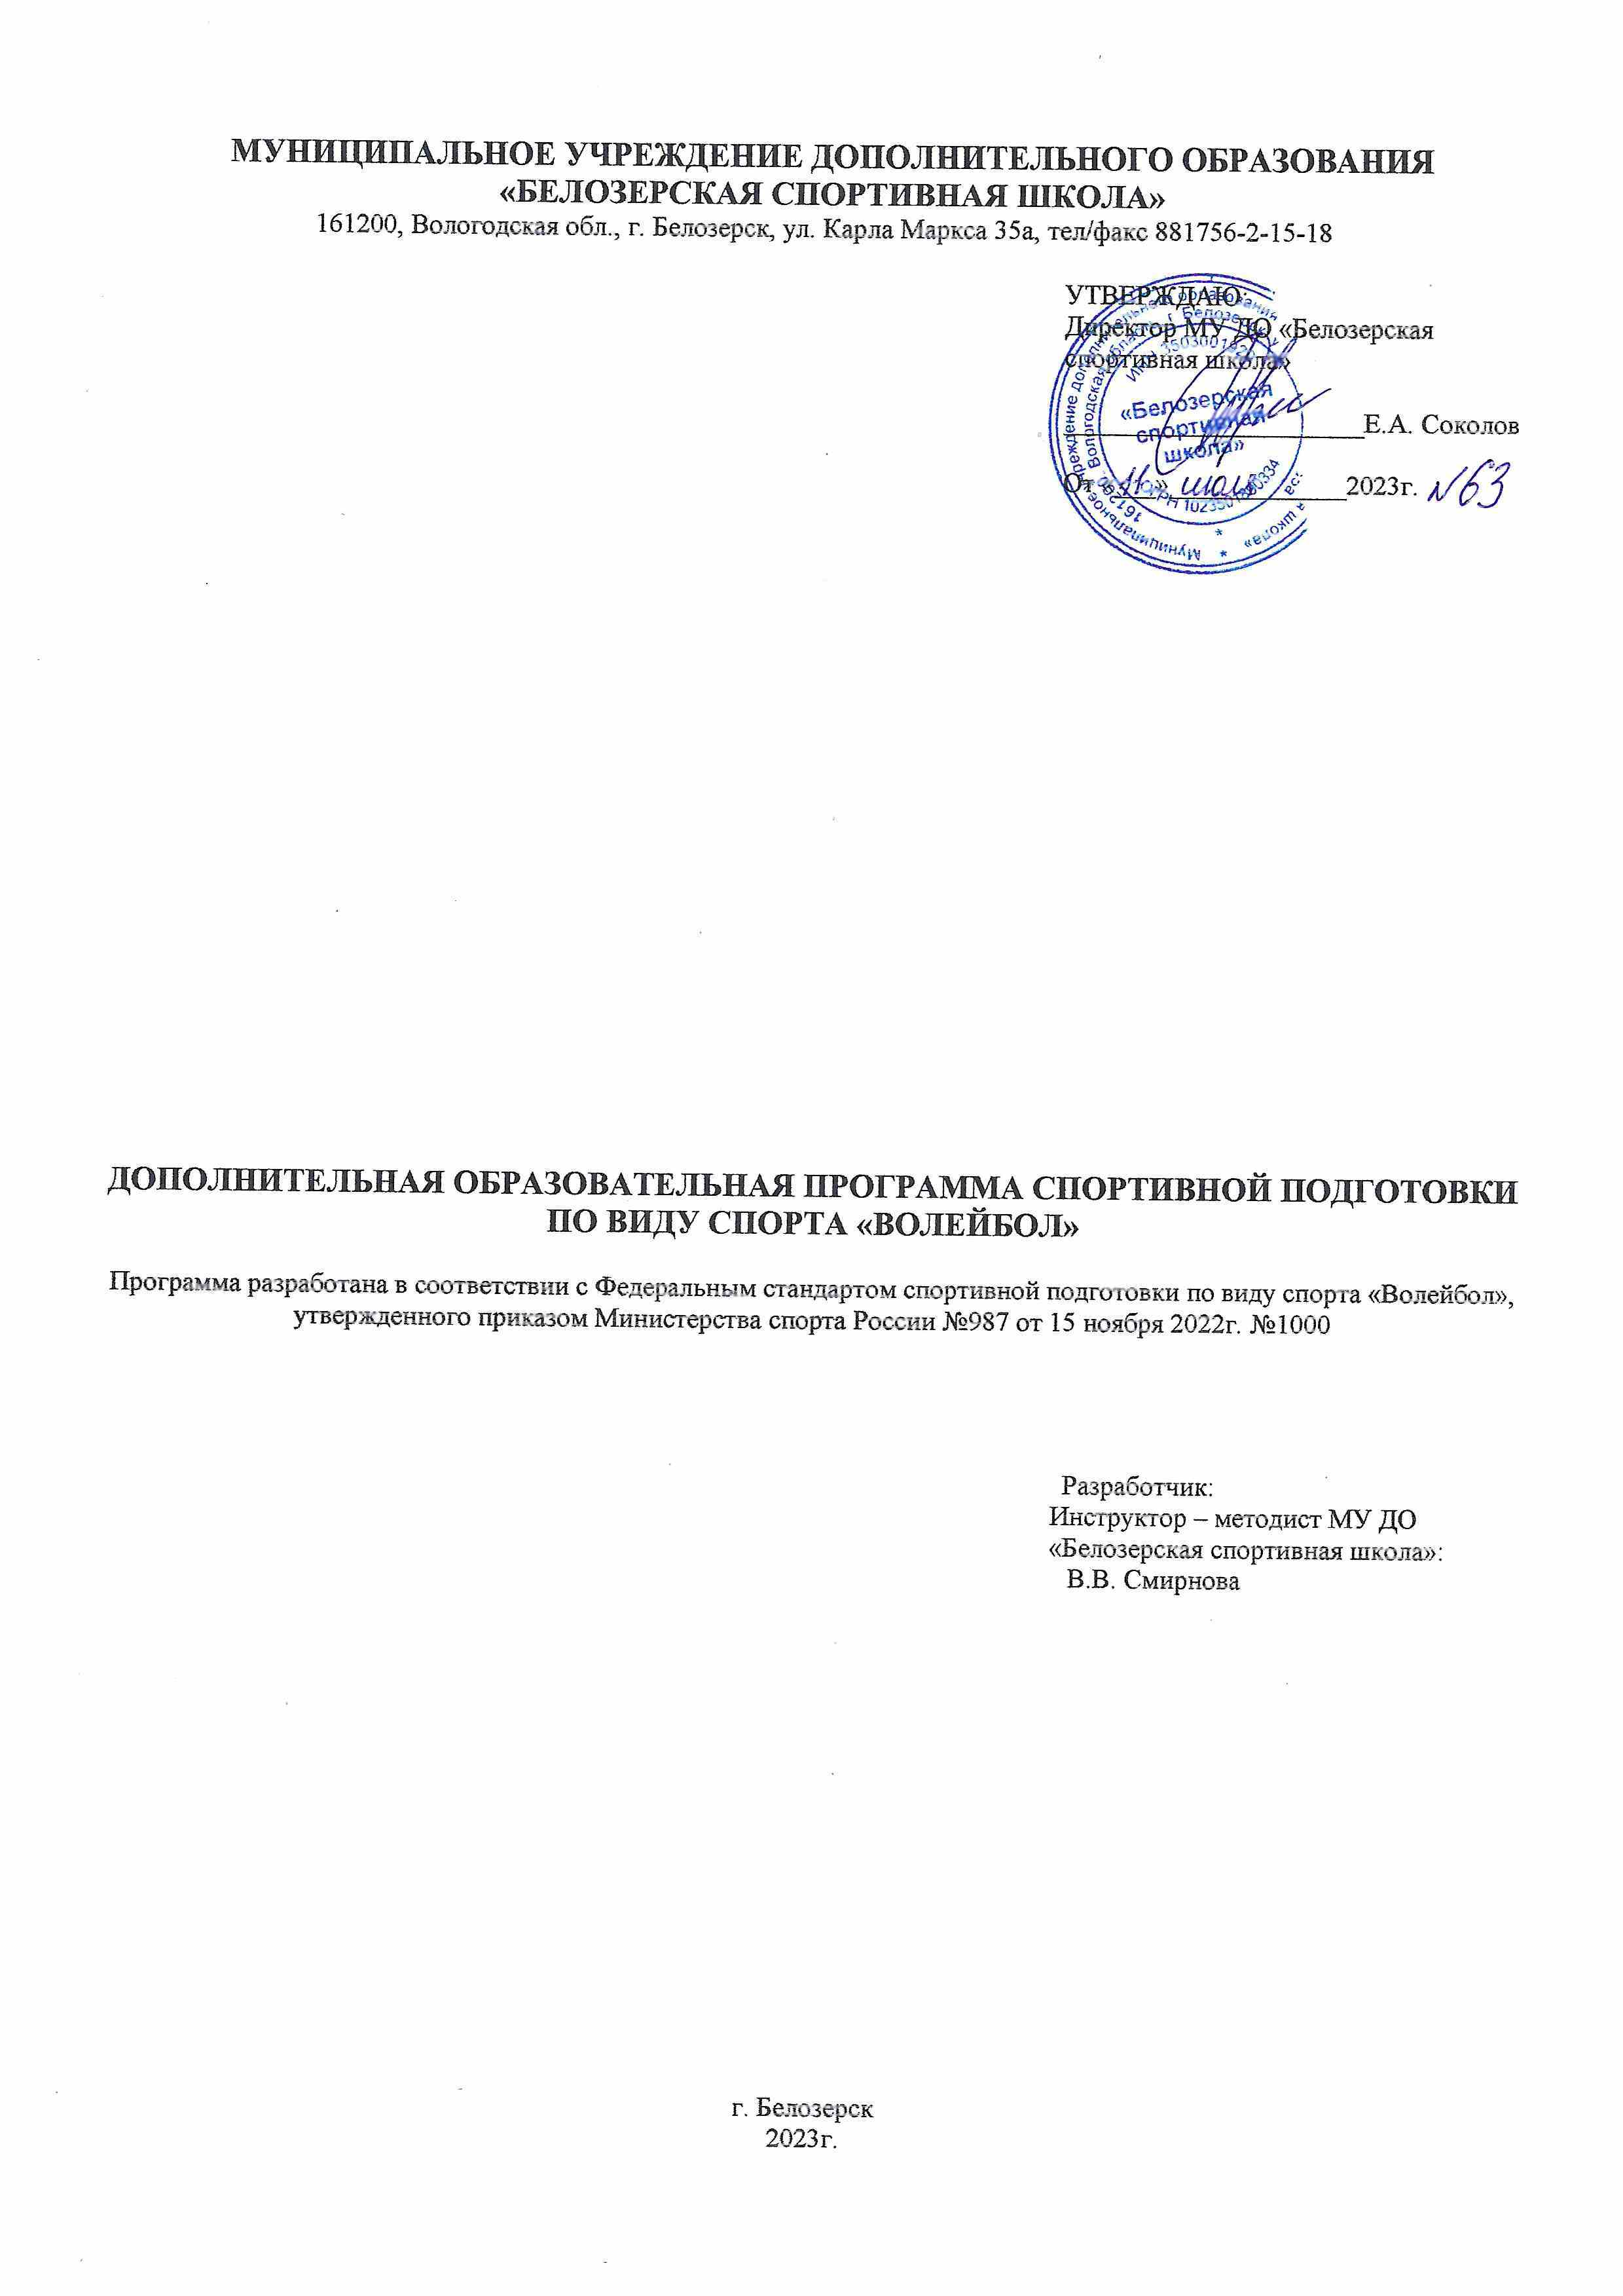 МУНИЦИПАЛЬНОЕ УЧРЕЖДЕНИЕ ДОПОЛНИТЕЛЬНОГО ОБРАЗОВАНИЯ
«БЕЛОЗЕРСКАЯ СПОРТИВНАЯ ШКОЛА»
161200, Вологодская обл., г. Белозерск, ул. Карла Маркса 35а, тел/факс 881756-2-15-18
УТВЕРЖДАЮ:
Директор МУ ДО «Белозерская
спортивная школа»
Е.А. Соколов
От «11» июля 2023г. №63
«Белозерская
спортивная
школа»
ДОПОЛНИТЕЛЬНАЯ ОБРАЗОВАТЕЛЬНАЯ ПРОГРАММА СПОРТИВНОЙ ПОДГОТОВКИ
ПО ВИДУ СПОРТА «ВОЛЕЙБОЛ»
Программа разработана в соответствии с Федеральным стандартом спортивной подготовки по виду спорта «Волейбол»,
утвержденного приказом Министерства спорта России №987 от 15 ноября 2022г. №1000
Разработчик:
Инструктор – методист МУ ДО
«Белозерская спортивная школа»:
В.В. Смирнова
г. Белозерск
2023г.